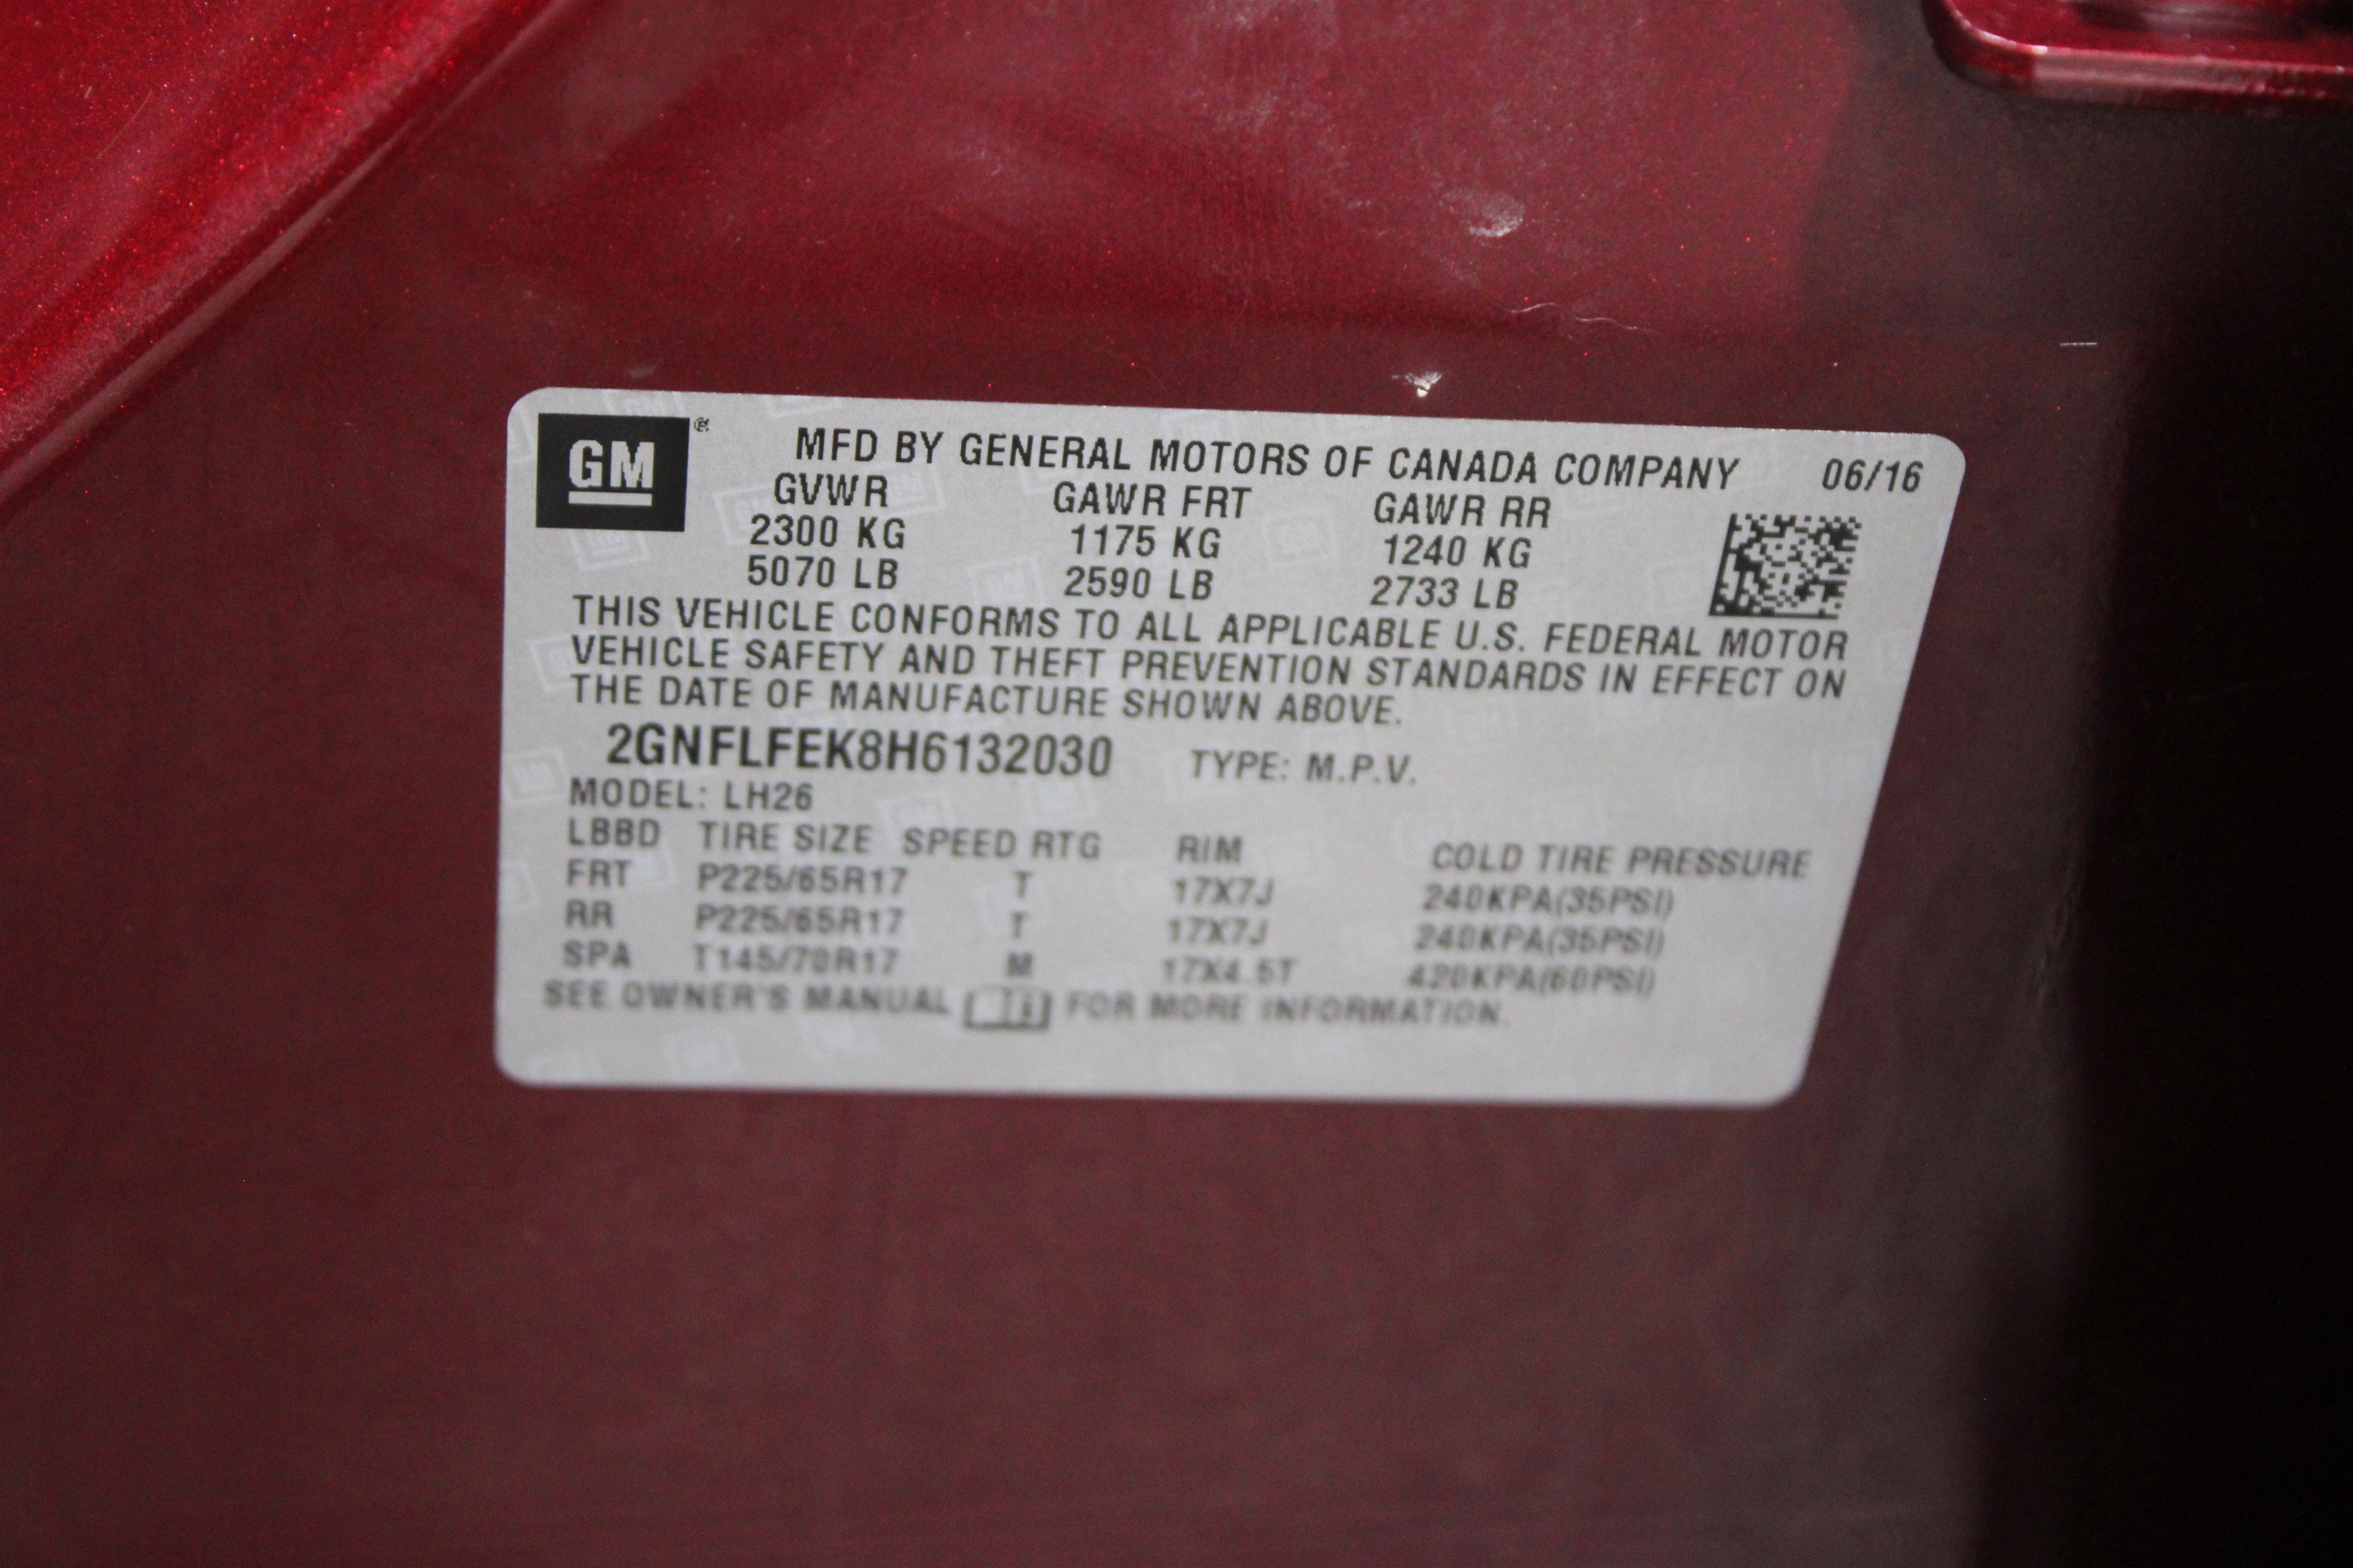 GM ®
MFD BY GENERAL MOTORS OF CANADA COMPANY 06/16
GVWR GAWR FRT GAWR RR
2300 KG 1175 KG 1240 KG
5070 LB 2590 LB 2733 LB
THIS VEHICLE CONFORMS TO ALL APPLICABLE U.S. FEDERAL MOTOR
VEHICLE SAFETY AND THEFT PREVENTION STANDARDS IN EFFECT ON
THE DATE OF MANUFACTURE SHOWN ABOVE.
2GNFLFEK8H6132030 TYPE: M.P.V.
MODEL: LH26
LBBD TIRE SIZE SPEED RTG RIM COLD TIRE PRESSURE
FRT P225/65R17 T 17X7J 240KPA(35PSI)
RR P225/65R17 T 17X7J 240KPA(35PSI)
SPA T145/70R17 M 17X4.5T 420KPA(60PSI)
SEE OWNER'S MANUAL FOR MORE INFORMATION.